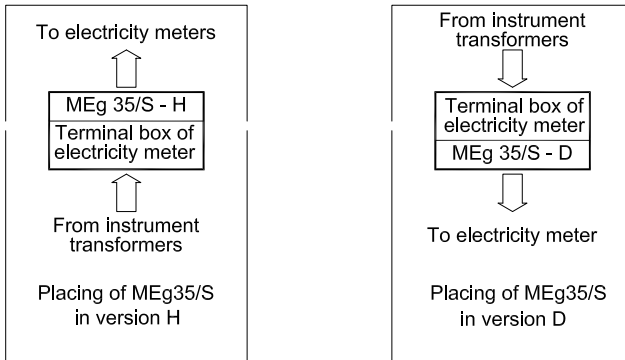 To electricity meters
MEg 35/S - H
Terminal box of
electricity meter
From instrument
transformers
Placing of MEg35/S
in version H
From instrument
transformers
Terminal box of
electricity meter
MEg 35/S - D
To electricity meter
Placing of MEg35/S
in version D